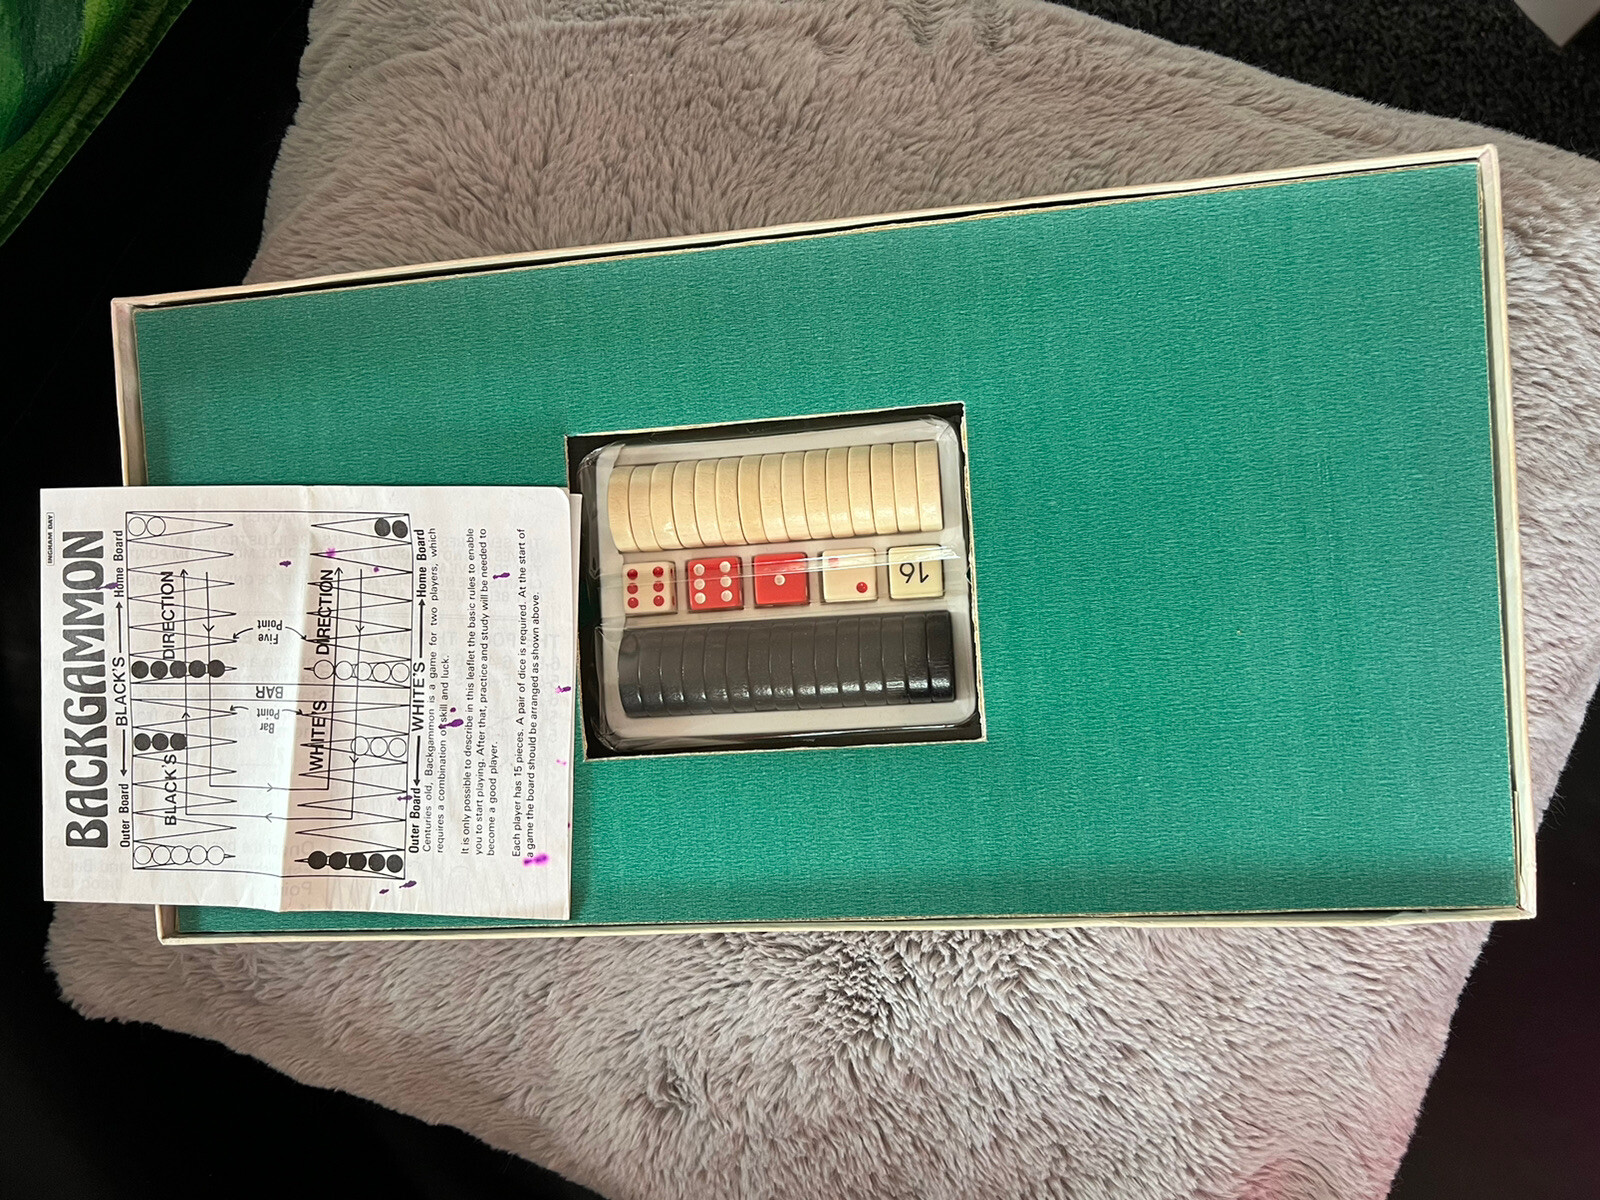 BINGHAM DAY
BACKGAMMON
Outer Board BLACK'S Home Board
BLACK'S DIRECTION
Bar Point BAR Five Point
WHITE'S DIRECTION
Outer Board WHITE'S Home Board
Centuries old, Backgammon is a game for two players, which
requires a combination of skill and luck.
It is only possible to describe in this leaflet the basic rules to enable
you to start playing. After that, practice and study will be needed to
become a good player.
Each player has 15 pieces. A pair of dice is required. At the start of
a game the board should be arranged as shown above.
16